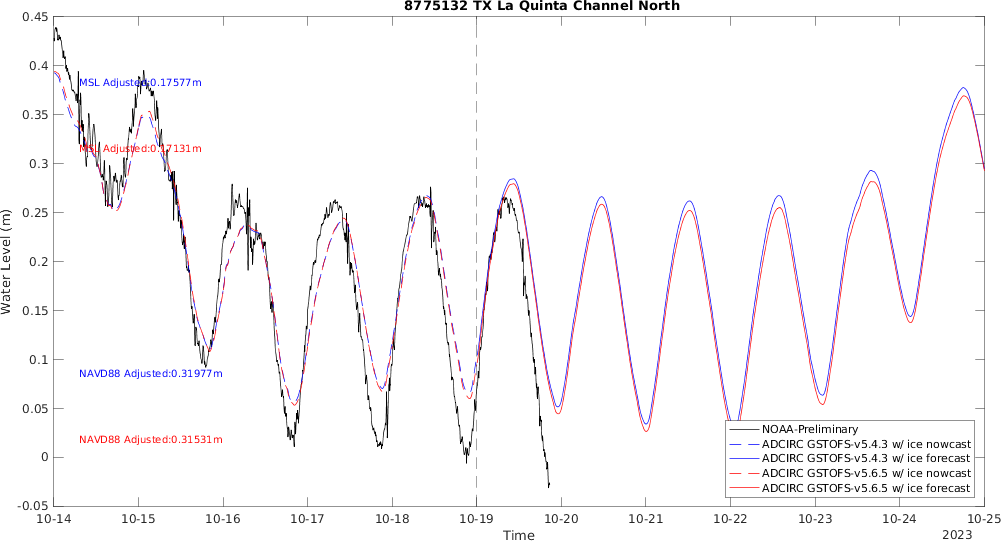 8775132 TX La Quinta Channel North
0.45
0.4
0.35
0.3
0.25
0.2
0.15
0.1
0.05
0
-0.05
Water Level (m)
MSL Adjusted:0.17577m
MSL Adjusted:0.17131m
NAVD88 Adjusted:0.31977m
NAVD88 Adjusted:0.31531m
NOAA-Preliminary
ADCIRC GSTOFS-v5.4.3 w/ ice nowcast
ADCIRC GSTOFS-v5.4.3 w/ ice forecast
ADCIRC GSTOFS-v5.6.5 w/ ice nowcast
ADCIRC GSTOFS-v5.6.5 w/ ice forecast
10-14 10-15 10-16 10-17 10-18 10-19 10-20 10-21 10-22 10-23 10-24 10-25
Time
2023